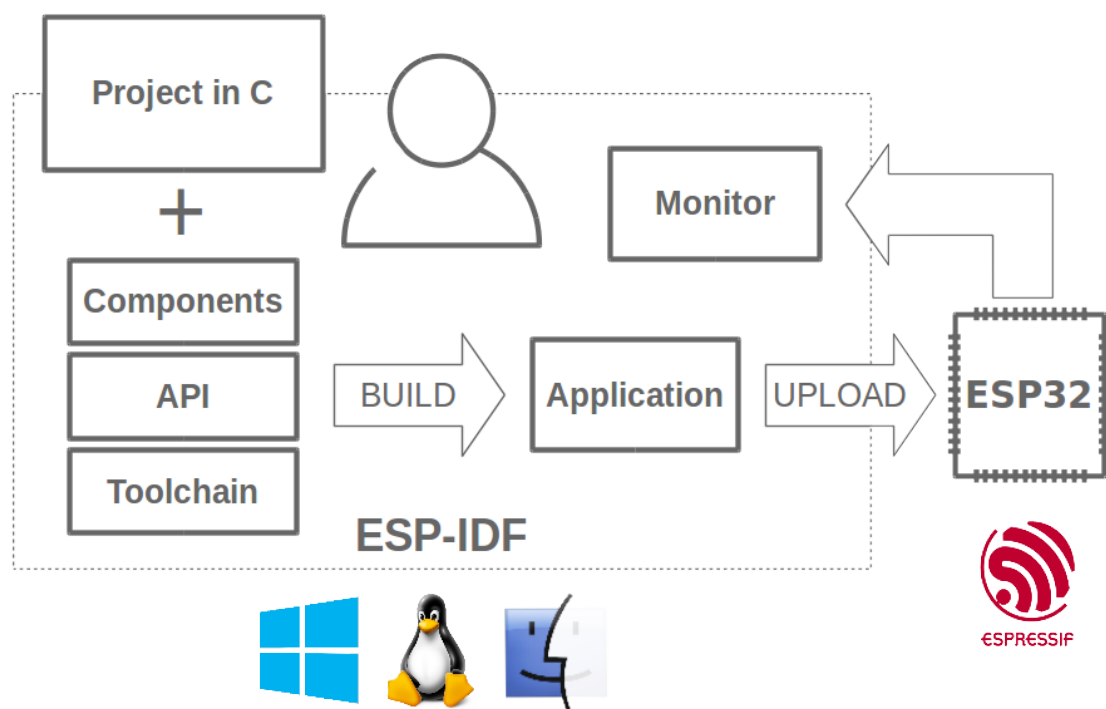 Project in C
+
Components
API
Toolchain
BUILD
Application
UPLOAD
Monitor
ESP32
ESP-IDF
ESPRESSIF